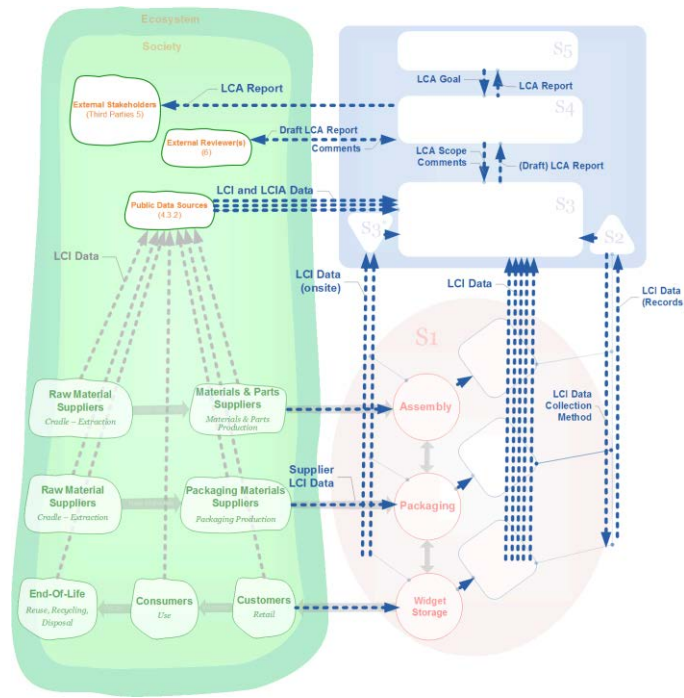 Ecosystem
Society
External Stakeholders
(Third Parties 5)
LCA Report
External Reviewer(s)
(6)
Draft LCA Report
Comments
Public Data Sources
(4.3.2)
LCI and LCIA Data
S5
LCA Goal
LCA Report
S4
LCA Scope
Comments
(Draft) LCA Report
S3
S3*
S2
LCI Data
LCI Data
(onsite)
LCI Data
LCI Data
(Records
S1
Raw Material
Suppliers
Cradle – Extraction
Materials & Parts
Suppliers
Materials & Parts
Production
Assembly
LCI Data
Collection
Method
Raw Material
Suppliers
Cradle – Extraction
Packaging Materials
Suppliers
Packaging Production
Supplier
LCI Data
Packaging
End-Of-Life
Reuse, Recycling,
Disposal
Consumers
Use
Customers
Retail
Widget
Storage